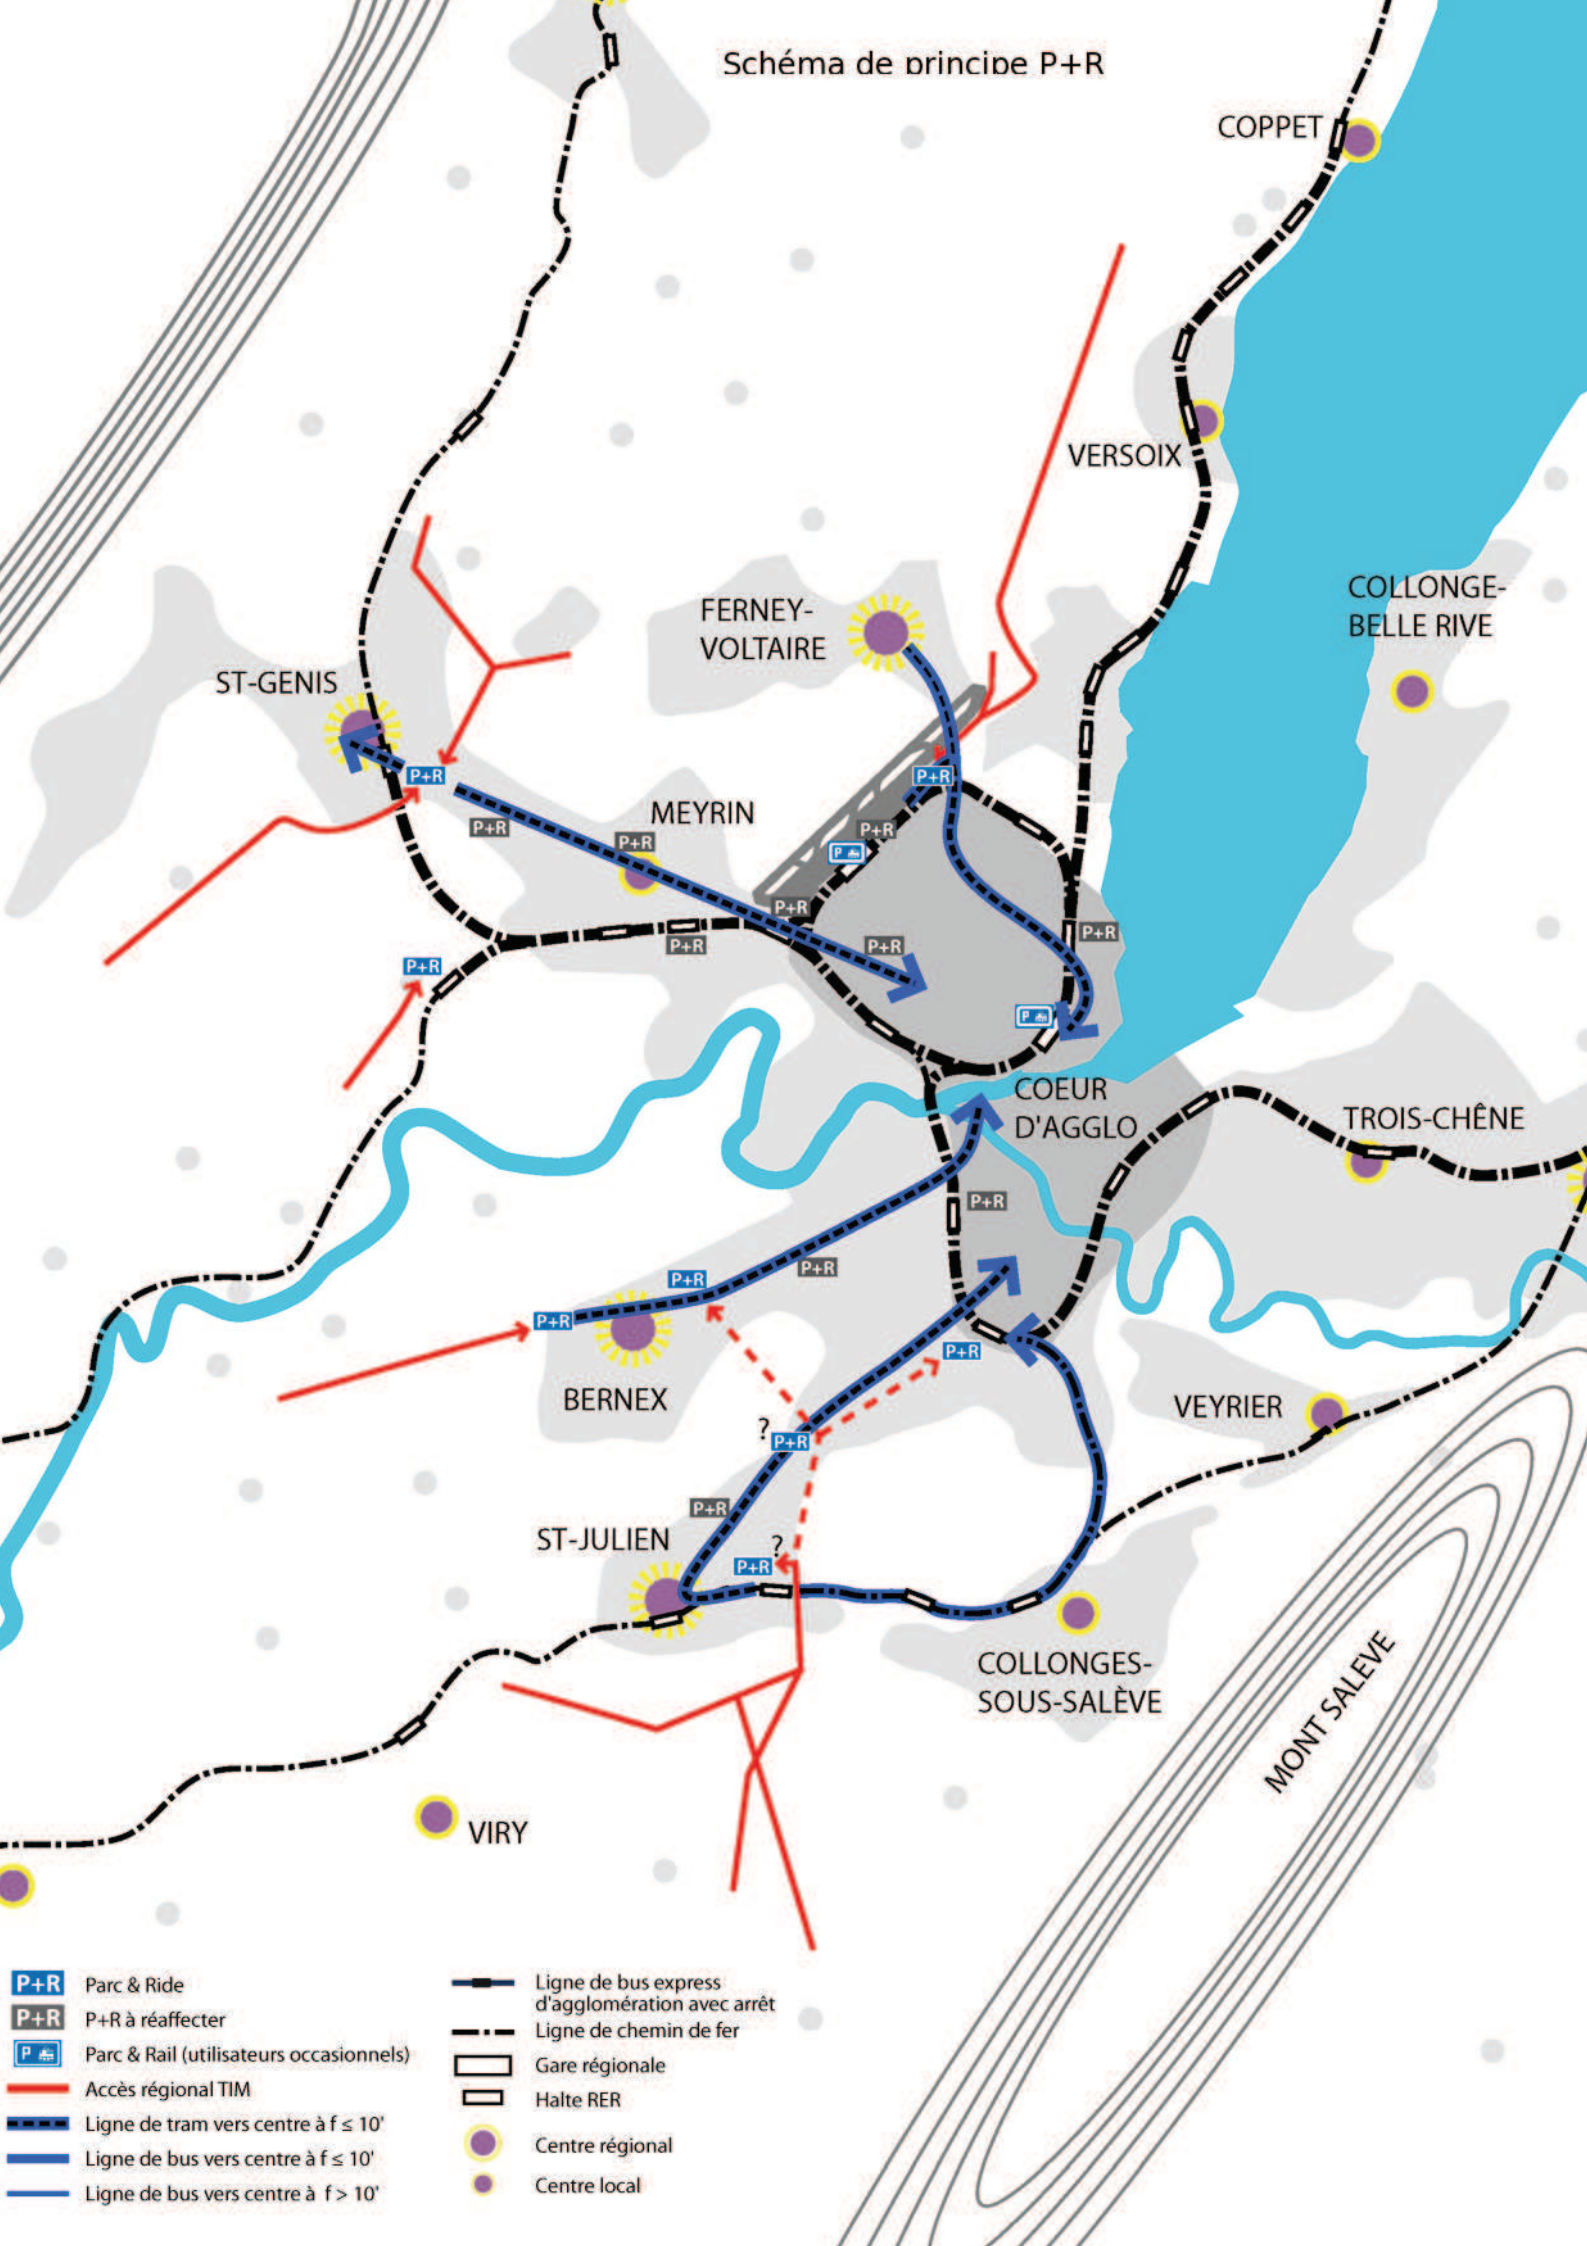 Schéma de principe P+R
COPPET
VERSOIX
COLLONGE-
BELLE RIVE
FERNEY-
VOLTAIRE
ST-GENIS
P+R
P+R
MEYRIN
P+R
P+R
P+R
P
P+R
P+R
P+R
P+R
P+R
P
COEUR
D'AGGLO
TROIS-CHÊNE
P+R
P+R
P+R
P+R
P+R
BERNEX
VEYRIER
?
P+R
P+R
ST-JULIEN
?
P+R
COLLONGES-
SOUS-SALÈVE
MONT SALEVE
VIRY
P+R Parc & Ride
P+R P+R à réaffecter
P Parc & Rail (utilisateurs occasionnels)
Accès régional TIM
Ligne de tram vers centre à f ≤ 10'
Ligne de bus vers centre à f ≤ 10'
Ligne de bus vers centre à f > 10'
Ligne de bus express
d'agglomération avec arrêt
Ligne de chemin de fer
Gare régionale
Halte RER
Centre régional
Centre local